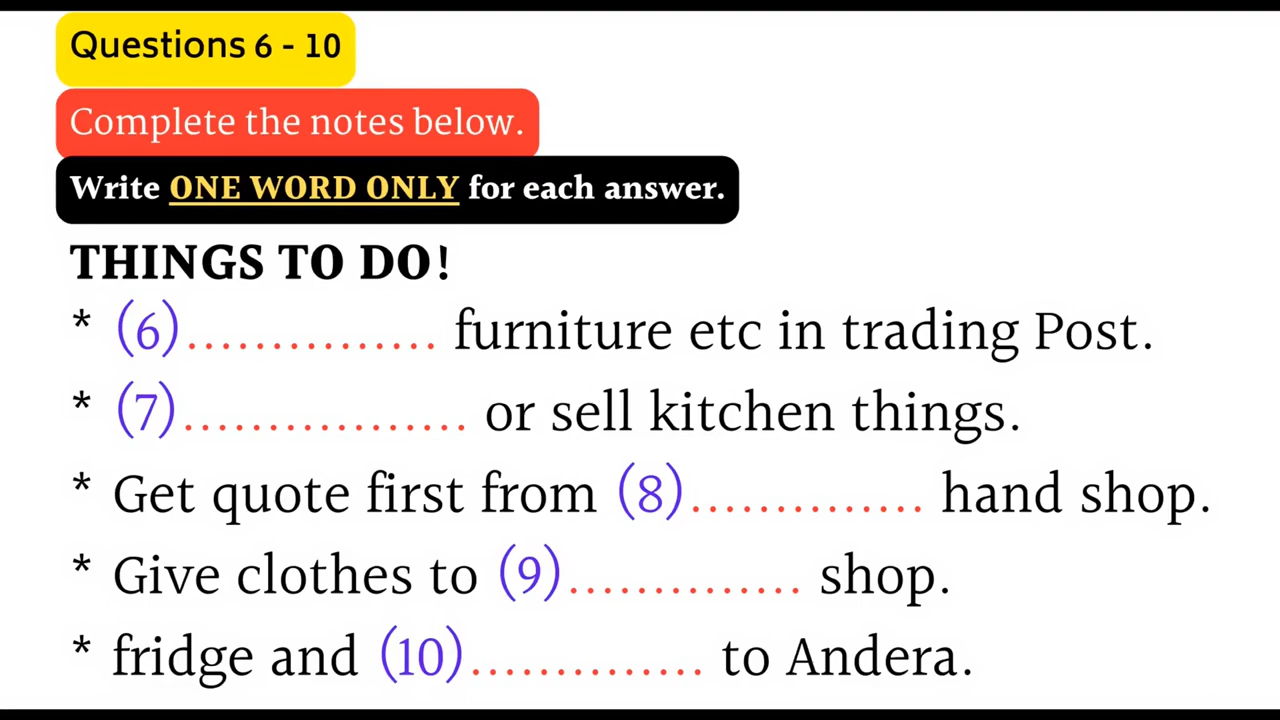 Questions 6 - 10
Complete the notes below.
Write ONE WORD ONLY for each answer.
THINGS TO DO!
* (6)............... furniture etc in trading Post.
* (7)................. or sell kitchen things.
* Get quote first from (8).............. hand shop.
* Give clothes to (9).............. shop.
* fridge and (10).............. to Andera.